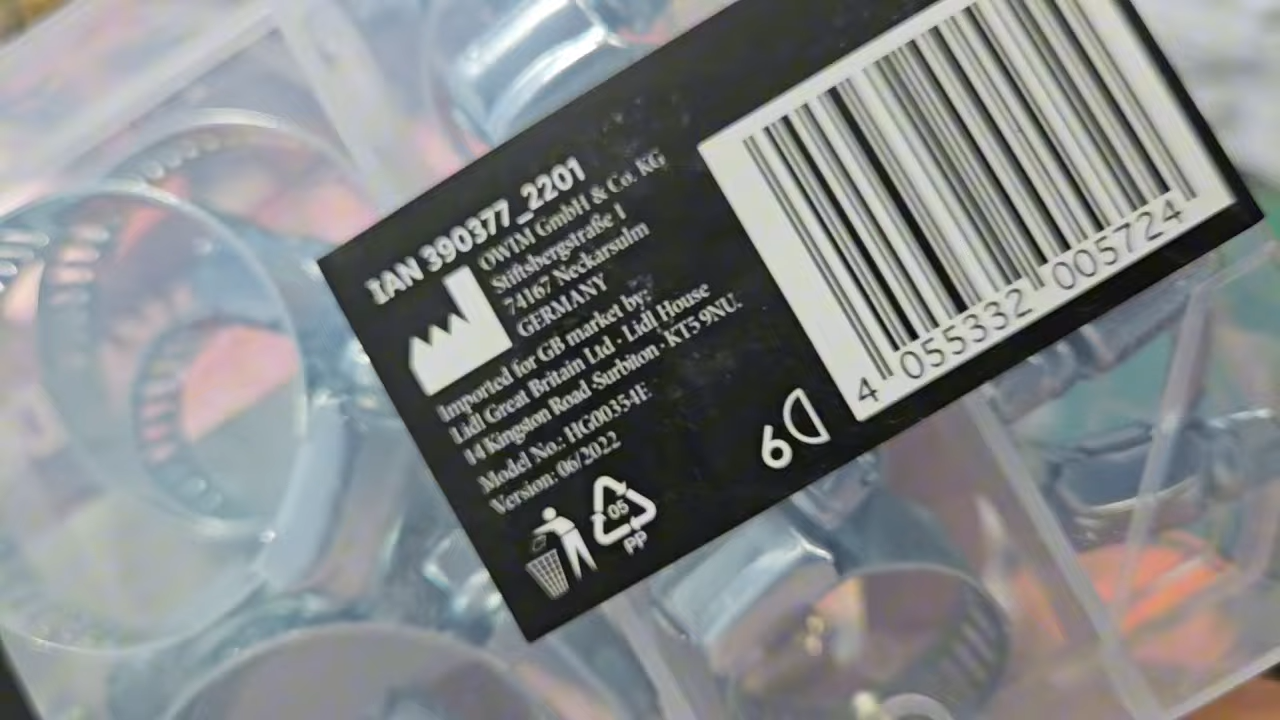 IAN 390377_2201
OWIM GmbH & Co. KG
Stiftsbergstraße 1
74167 Neckarsulm
GERMANY
Imported for GB market by:
Lidl Great Britain Ltd · Lidl House
14 Kingston Road ·Surbiton · KT5 9NU.
Model No.: HG00354E
Version: 06/2022
05
PP
6
4 055332 005724